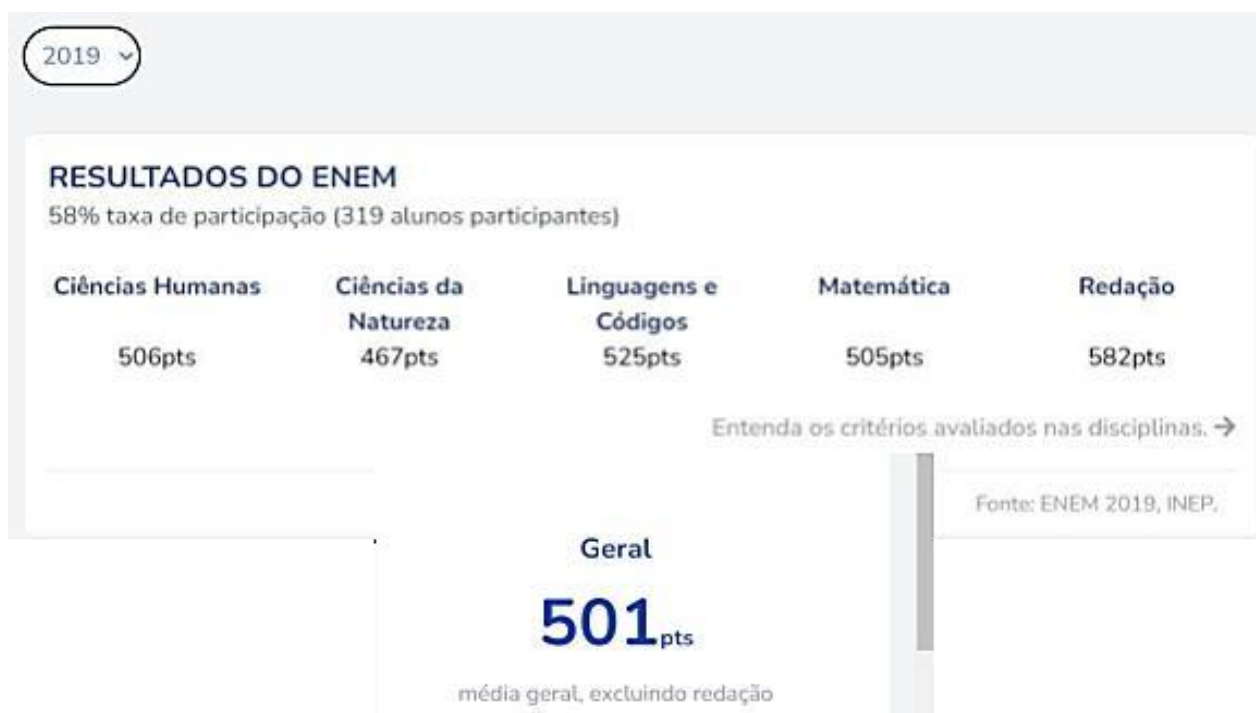 2019
RESULTADOS DO ENEM
58% taxa de participação (319 alunos participantes)
Ciências Humanas
506pts
Ciências da
Natureza
467pts
Linguagens e
Códigos
525pts
Matemática
505pts
Redação
582pts
Entenda os critérios avaliados nas disciplinas. →
Fonte: ENEM 2019, INEP.
Geral
501pts
média geral, excluindo redação